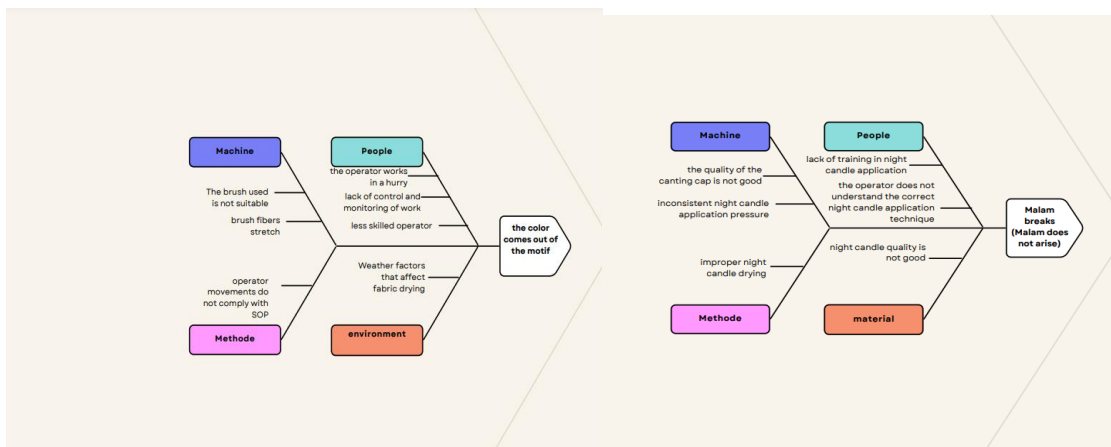 Machine
People
The brush used
is not suitable
brush fibers
stretch
the operator works
in a hurry
lack of control and
monitoring of work
less skilled operator
the color
comes out of
the motif
operator
movements do
not comply with
SOP
Weather factors
that affect
fabric drying
Methode
environment
Machine
People
the quality of the
canting cap is not good
inconsistent night candle
application pressure
lack of training in night
candle application
the operator does not
understand the correct
night candle application
technique
Malam
breaks
(Malam does
not arise)
improper night
candle drying
night candle quality is
not good
Methode
material